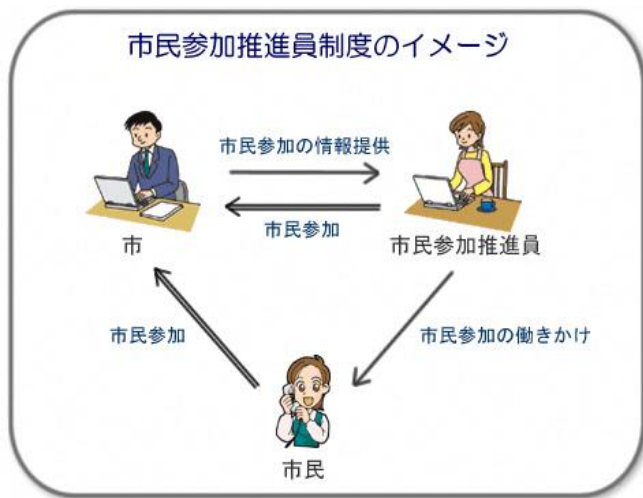 市民参加推進員制度のイメージ
市民参加の情報提供
市民参加
市
市民参加推進員
市民参加
市民参加の働きかけ
市民